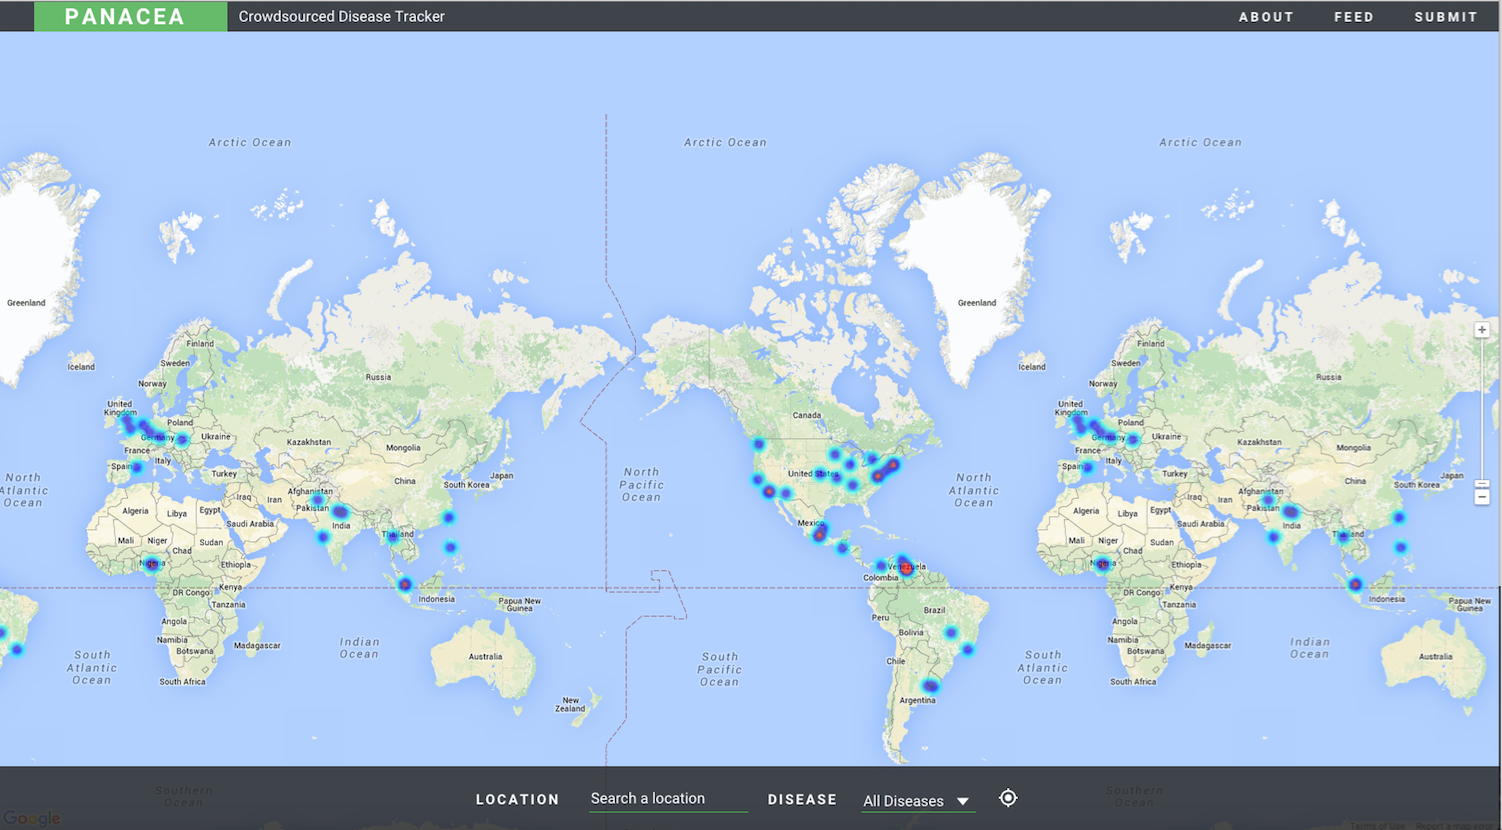 PANACEA Crowdsourced Disease Tracker ABOUT FEED SUBMIT
Arctic Ocean Arctic Ocean Arctic Ocean
Greenland Greenland
Iceland Iceland
Finland Finland
Sweden Sweden
Norway Norway
Russia Russia
United Kingdom United Kingdom
Poland
Germany Germany
Ukraine Ukraine
France France
Spain Spain
Italy Italy
Turkey Turkey
Kazakhstan Kazakhstan
Mongolia Mongolia
China China
South Korea South Korea
Japan Japan
Afghanistan Afghanistan
Pakistan Pakistan
India India
Thailand Thailand
Iraq Iraq
Iran Iran
Saudi Arabia Saudi Arabia
Algeria Algeria
Libya Libya
Egypt Egypt
Mali Mali
Niger Niger
Chad Chad
Sudan Sudan
Nigeria Nigeria
Ethiopia Ethiopia
Kenya Kenya
DR Congo DR Congo
Tanzania Tanzania
Angola Angola
Namibia Namibia
Botswana Botswana
Madagascar Madagascar
South Africa South Africa
Indonesia Indonesia
Papua New Guinea Papua New Guinea
Australia Australia
New Zealand
Canada
United States
Mexico
Venezuela
Colombia
Brazil
Peru
Bolivia
Chile
Argentina
North Atlantic Ocean North Atlantic Ocean
North Pacific Ocean
South Atlantic Ocean South Atlantic Ocean
South Pacific Ocean
Indian Ocean Indian Ocean
+
−
Southern Ocean Southern Ocean
LOCATION Search a location DISEASE All Diseases
Google